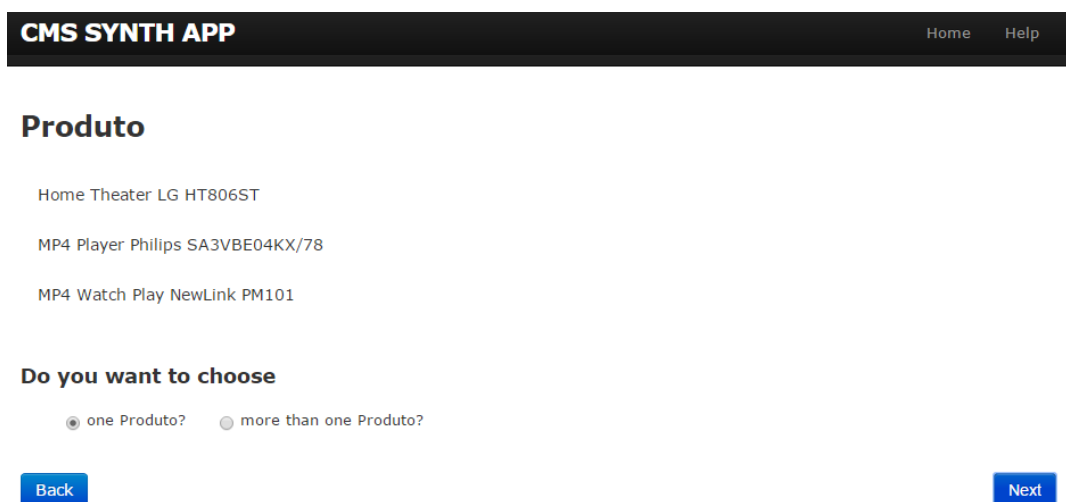 CMS SYNTH APP Home Help
Produto
Home Theater LG HT806ST
MP4 Player Philips SA3VBE04KX/78
MP4 Watch Play NewLink PM101
Do you want to choose
one Produto? more than one Produto?
Back Next